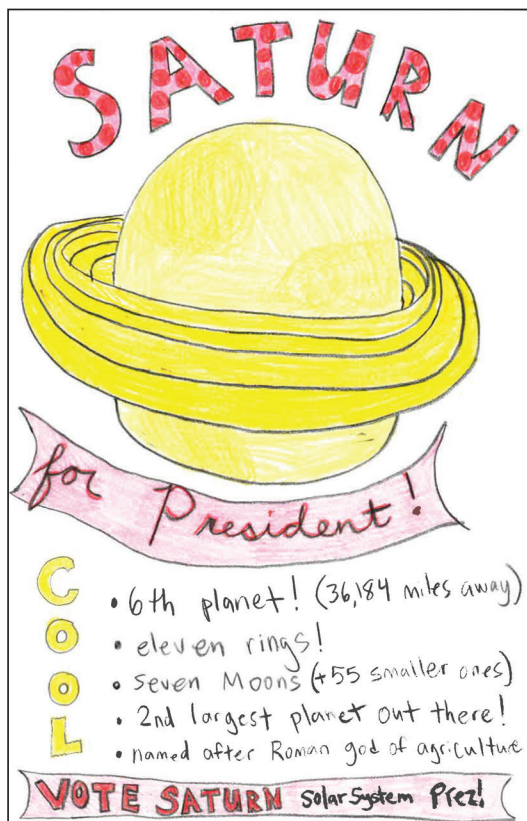 SATURN
for President!
COOL
• 6th planet! (36,184 miles away)
• eleven rings!
• seven Moons (+55 smaller ones)
• 2nd largest planet out there!
• named after Roman god of agriculture
VOTE SATURN Solar System Prez!